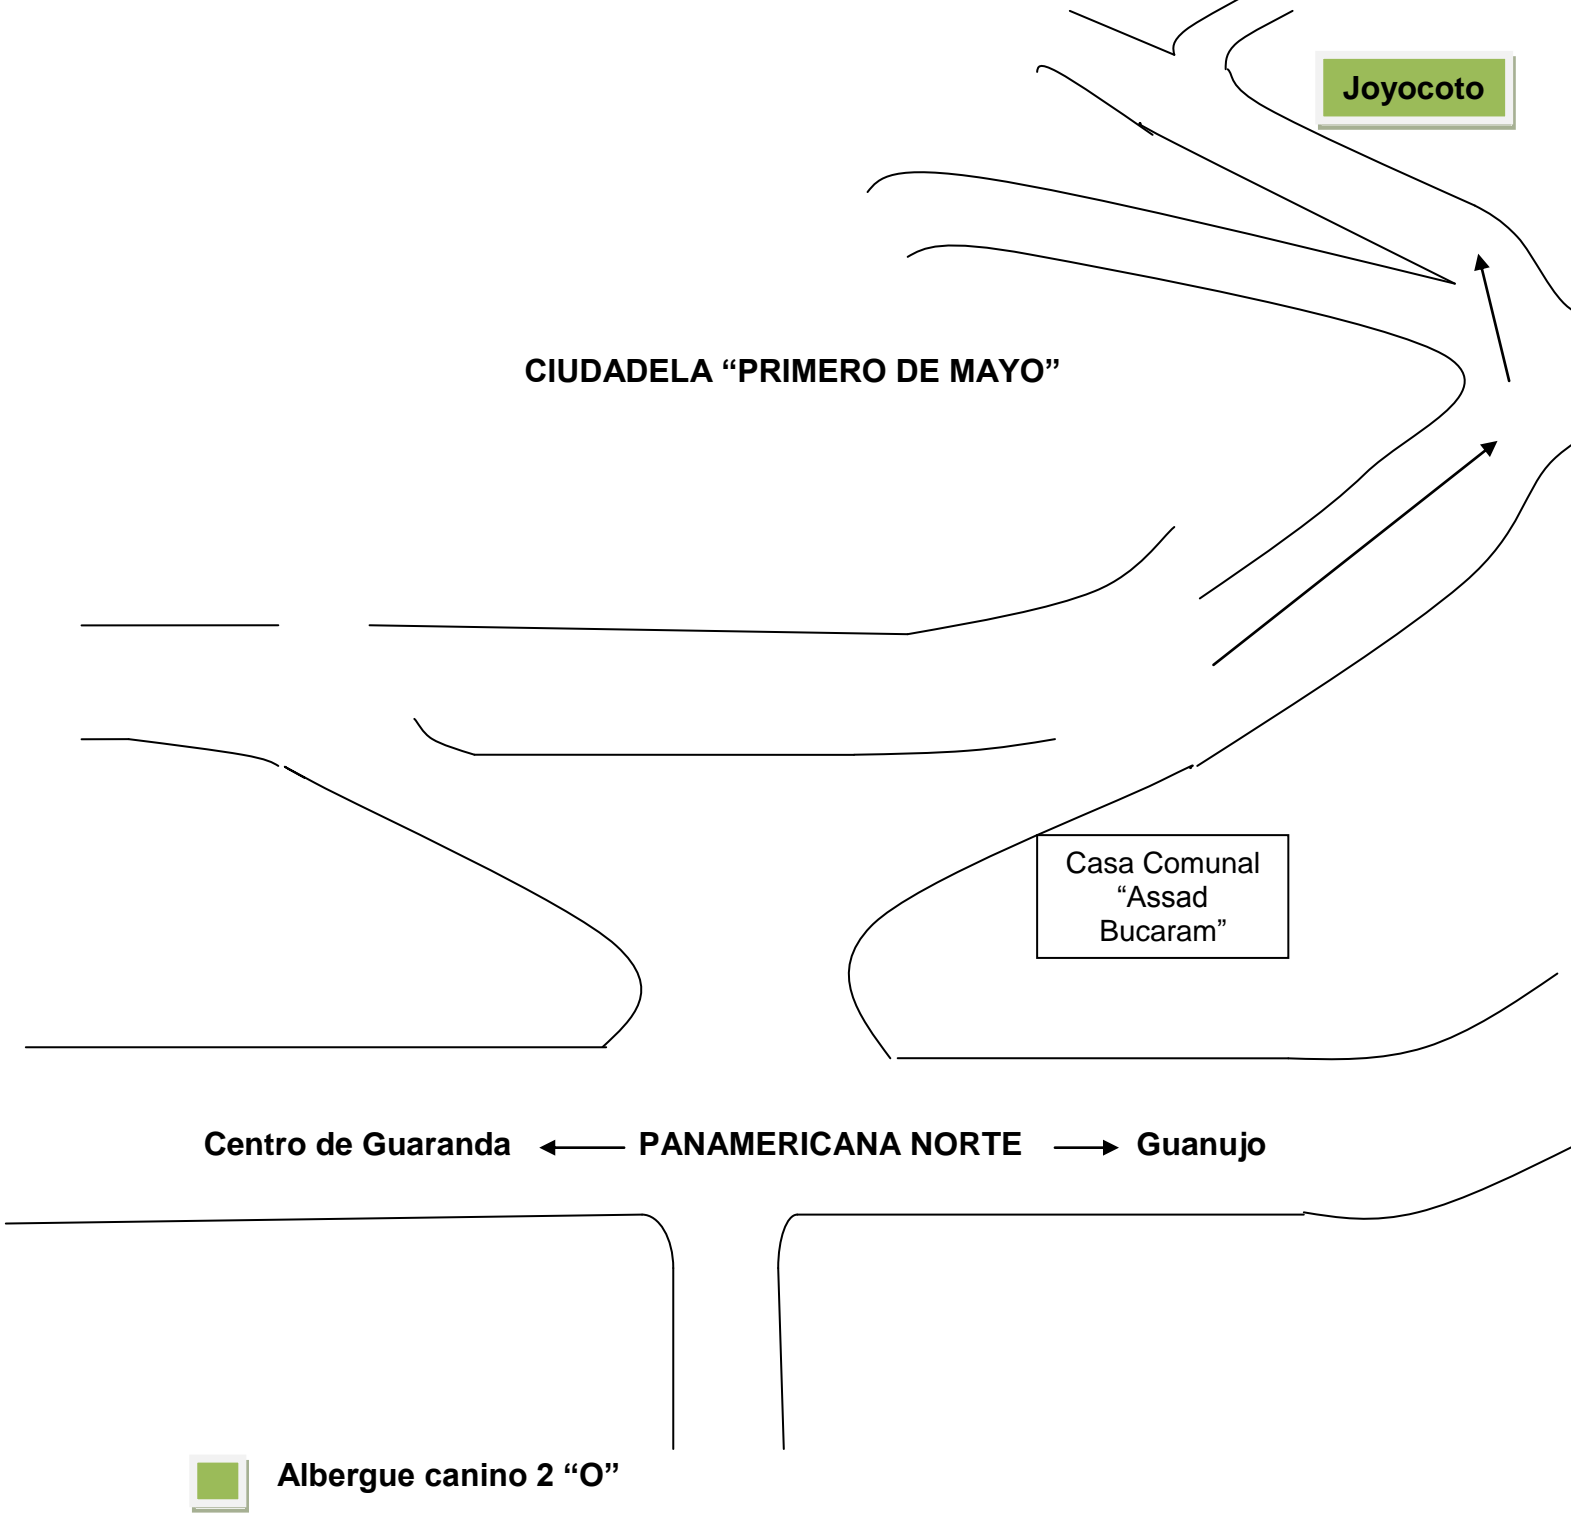 Joyocoto
CIUDADELA “PRIMERO DE MAYO”
Casa Comunal
“Assad
Bucaram”
Centro de Guaranda PANAMERICANA NORTE Guanujo
Albergue canino 2 “O”